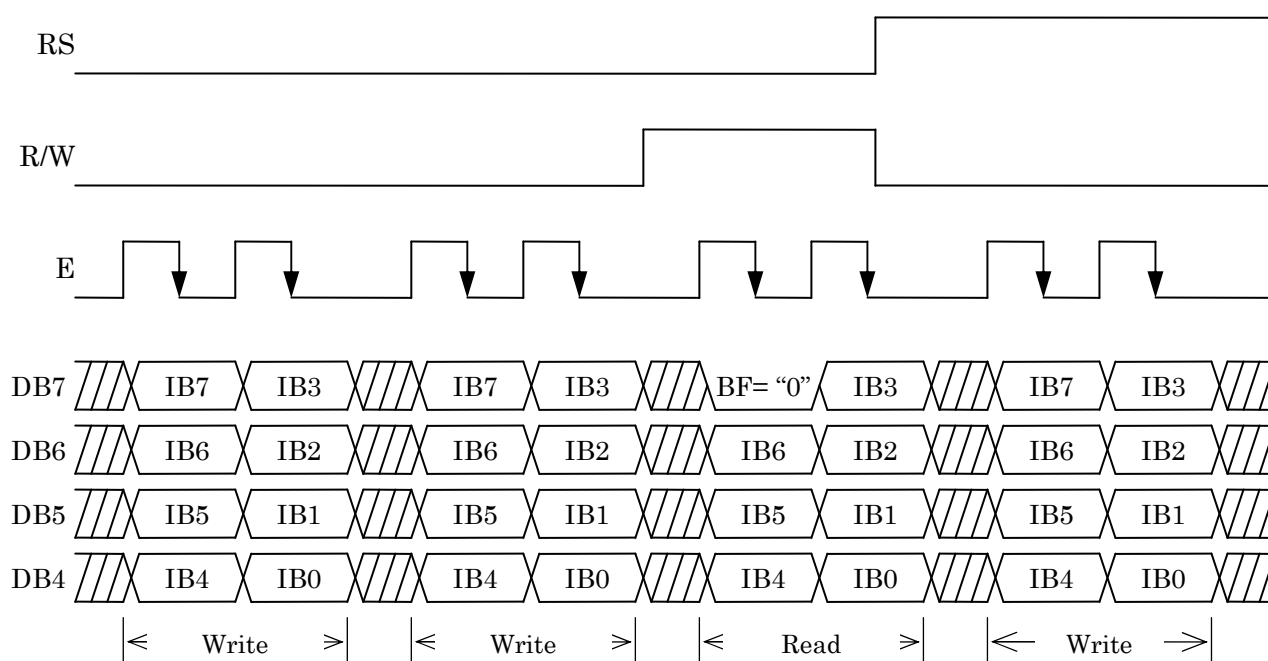 RS
R/W
E
DB7 IB7 IB3 IB7 IB3 BF= “0” IB3 IB7 IB3
DB6 IB6 IB2 IB6 IB2 IB6 IB2 IB6 IB2
DB5 IB5 IB1 IB5 IB1 IB5 IB1 IB5 IB1
DB4 IB4 IB0 IB4 IB0 IB4 IB0 IB4 IB0
Write Write Read Write